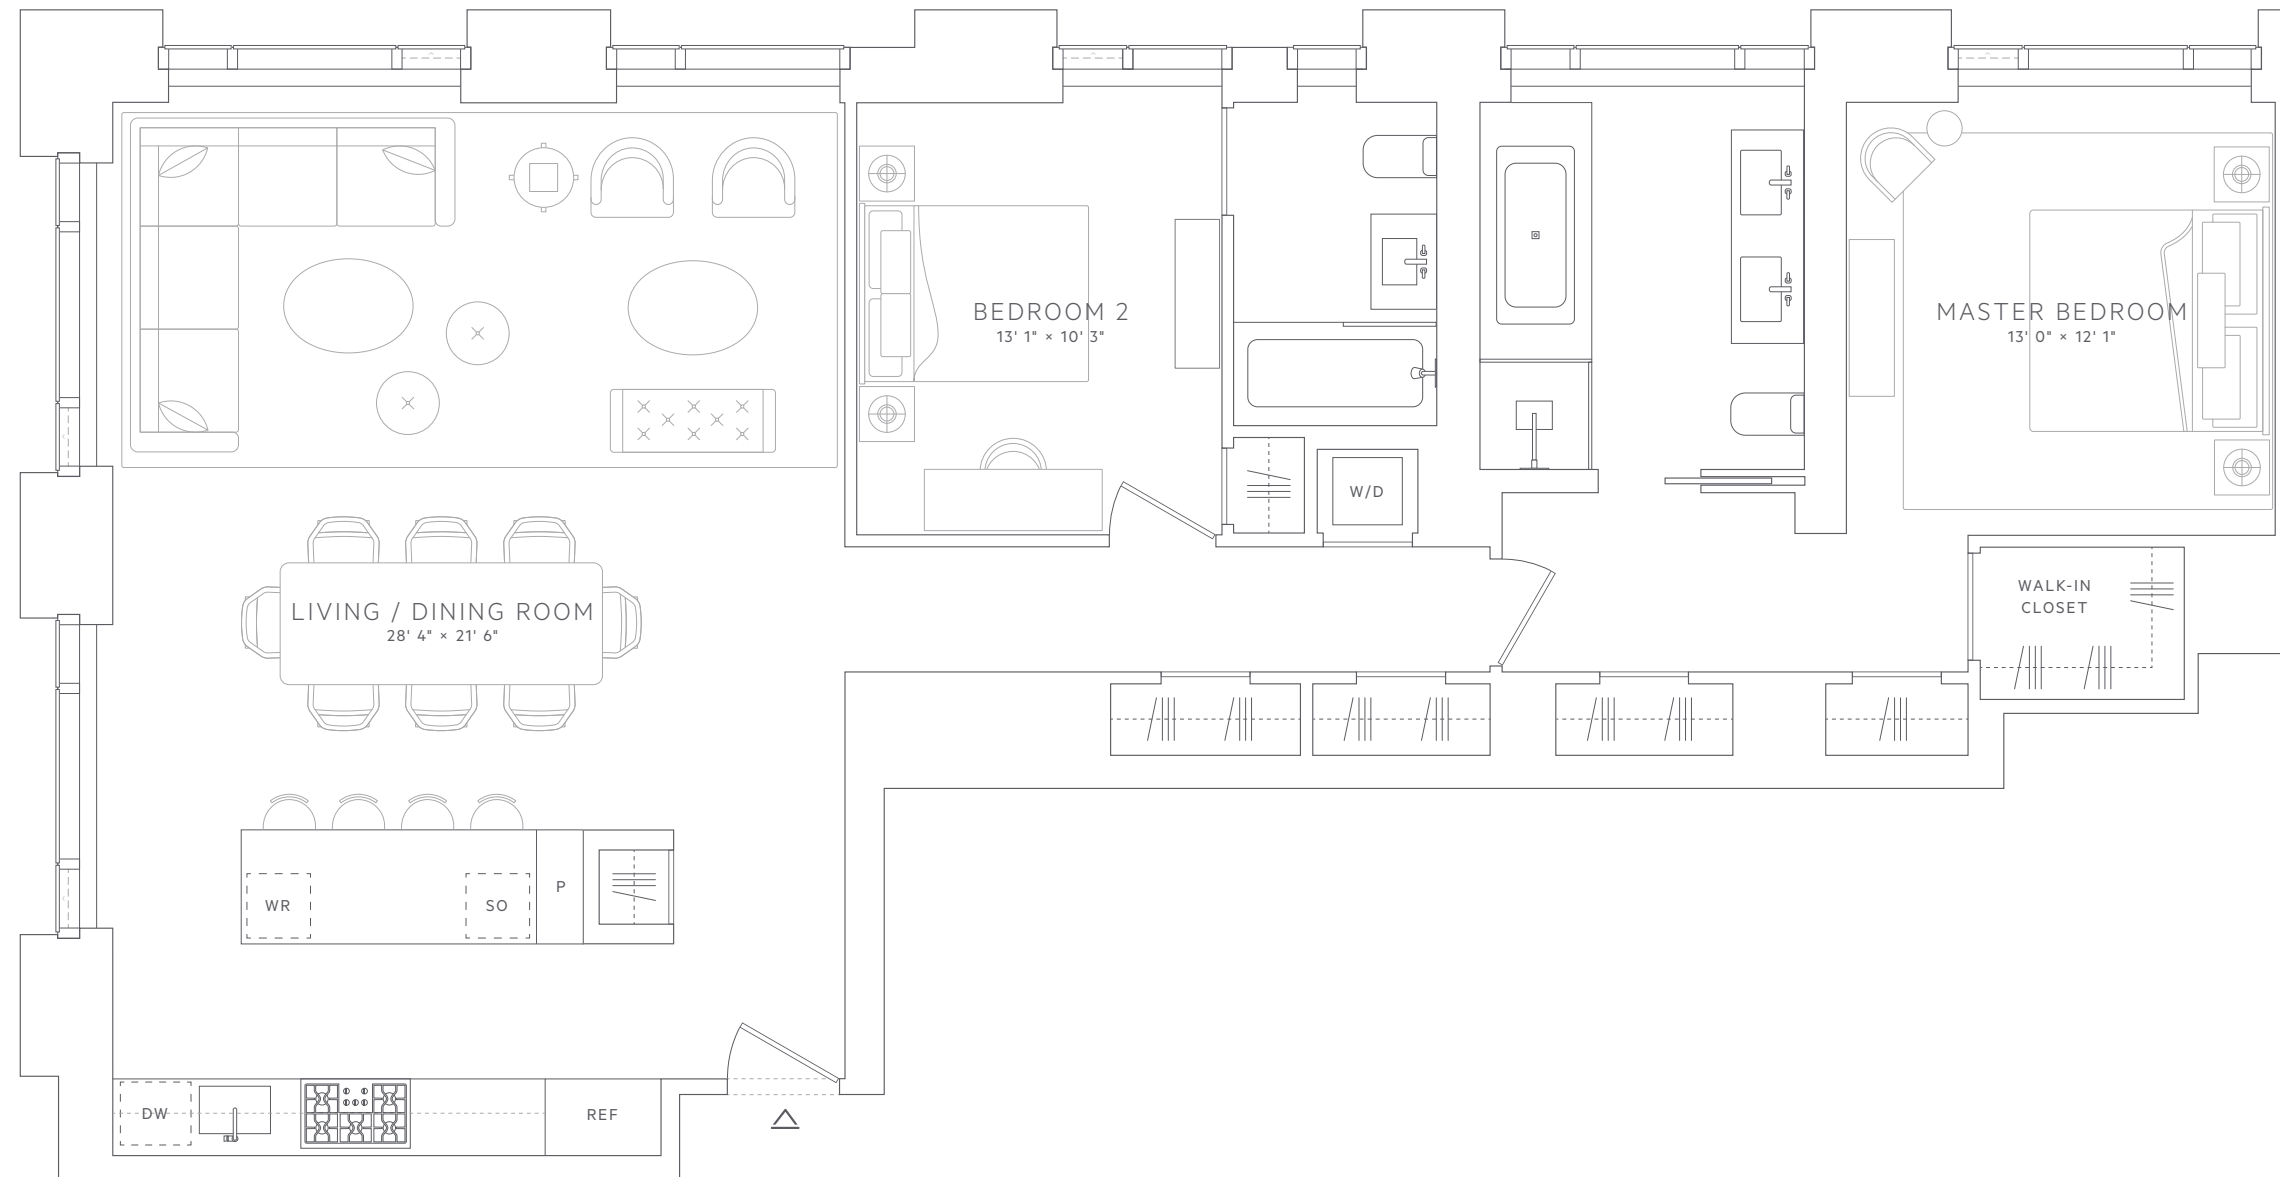 BEDROOM 2
13' 1" × 10' 3"
MASTER BEDROOM
13' 0" × 12' 1"
W/D
LIVING / DINING ROOM
28' 4" × 21' 6"
WALK-IN
CLOSET
WR
SO
P
DW
REF